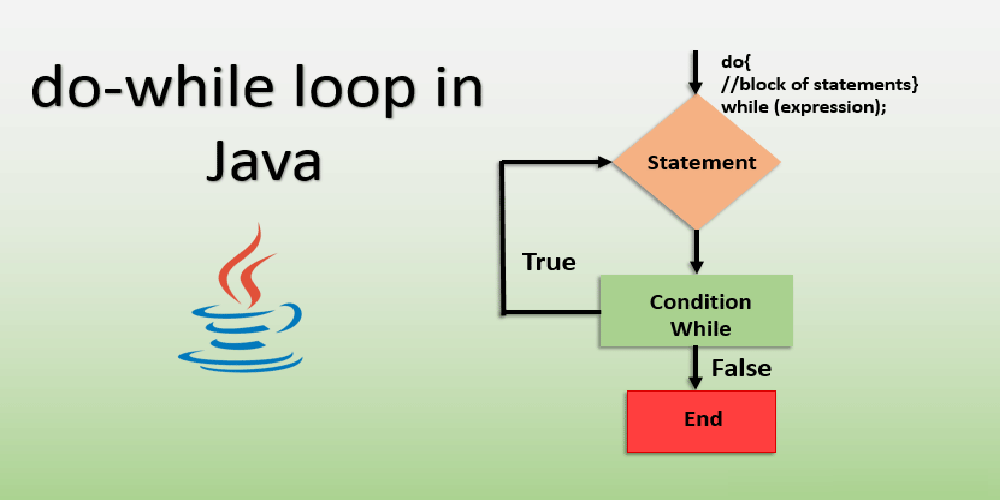 do-while loop in
Java
do{
//block of statements}
while (expression);
Statement
True
Condition
While
False
End